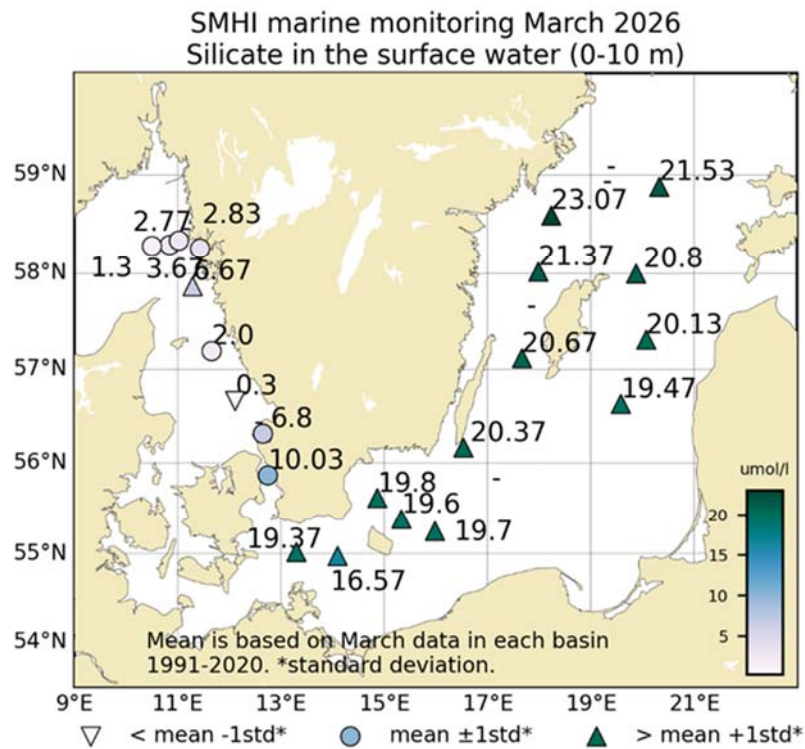 SMHI marine monitoring March 2026
Silicate in the surface water (0-10 m)
59°N
58°N
57°N
56°N
55°N
54°N
-
-
21.53
23.07
2.77
2.83
21.37
20.8
1.3
3.67
6.67
-
20.13
2.0
20.67
0.3
19.47
6.8
20.37
10.03
-
19.8
19.6
19.7
19.37
16.57
umol/l
20
15
10
5
Mean is based on March data in each basin
1991-2020. *standard deviation.
9°E 11°E 13°E 15°E 17°E 19°E 21°E
< mean -1std* mean ±1std* > mean +1std*